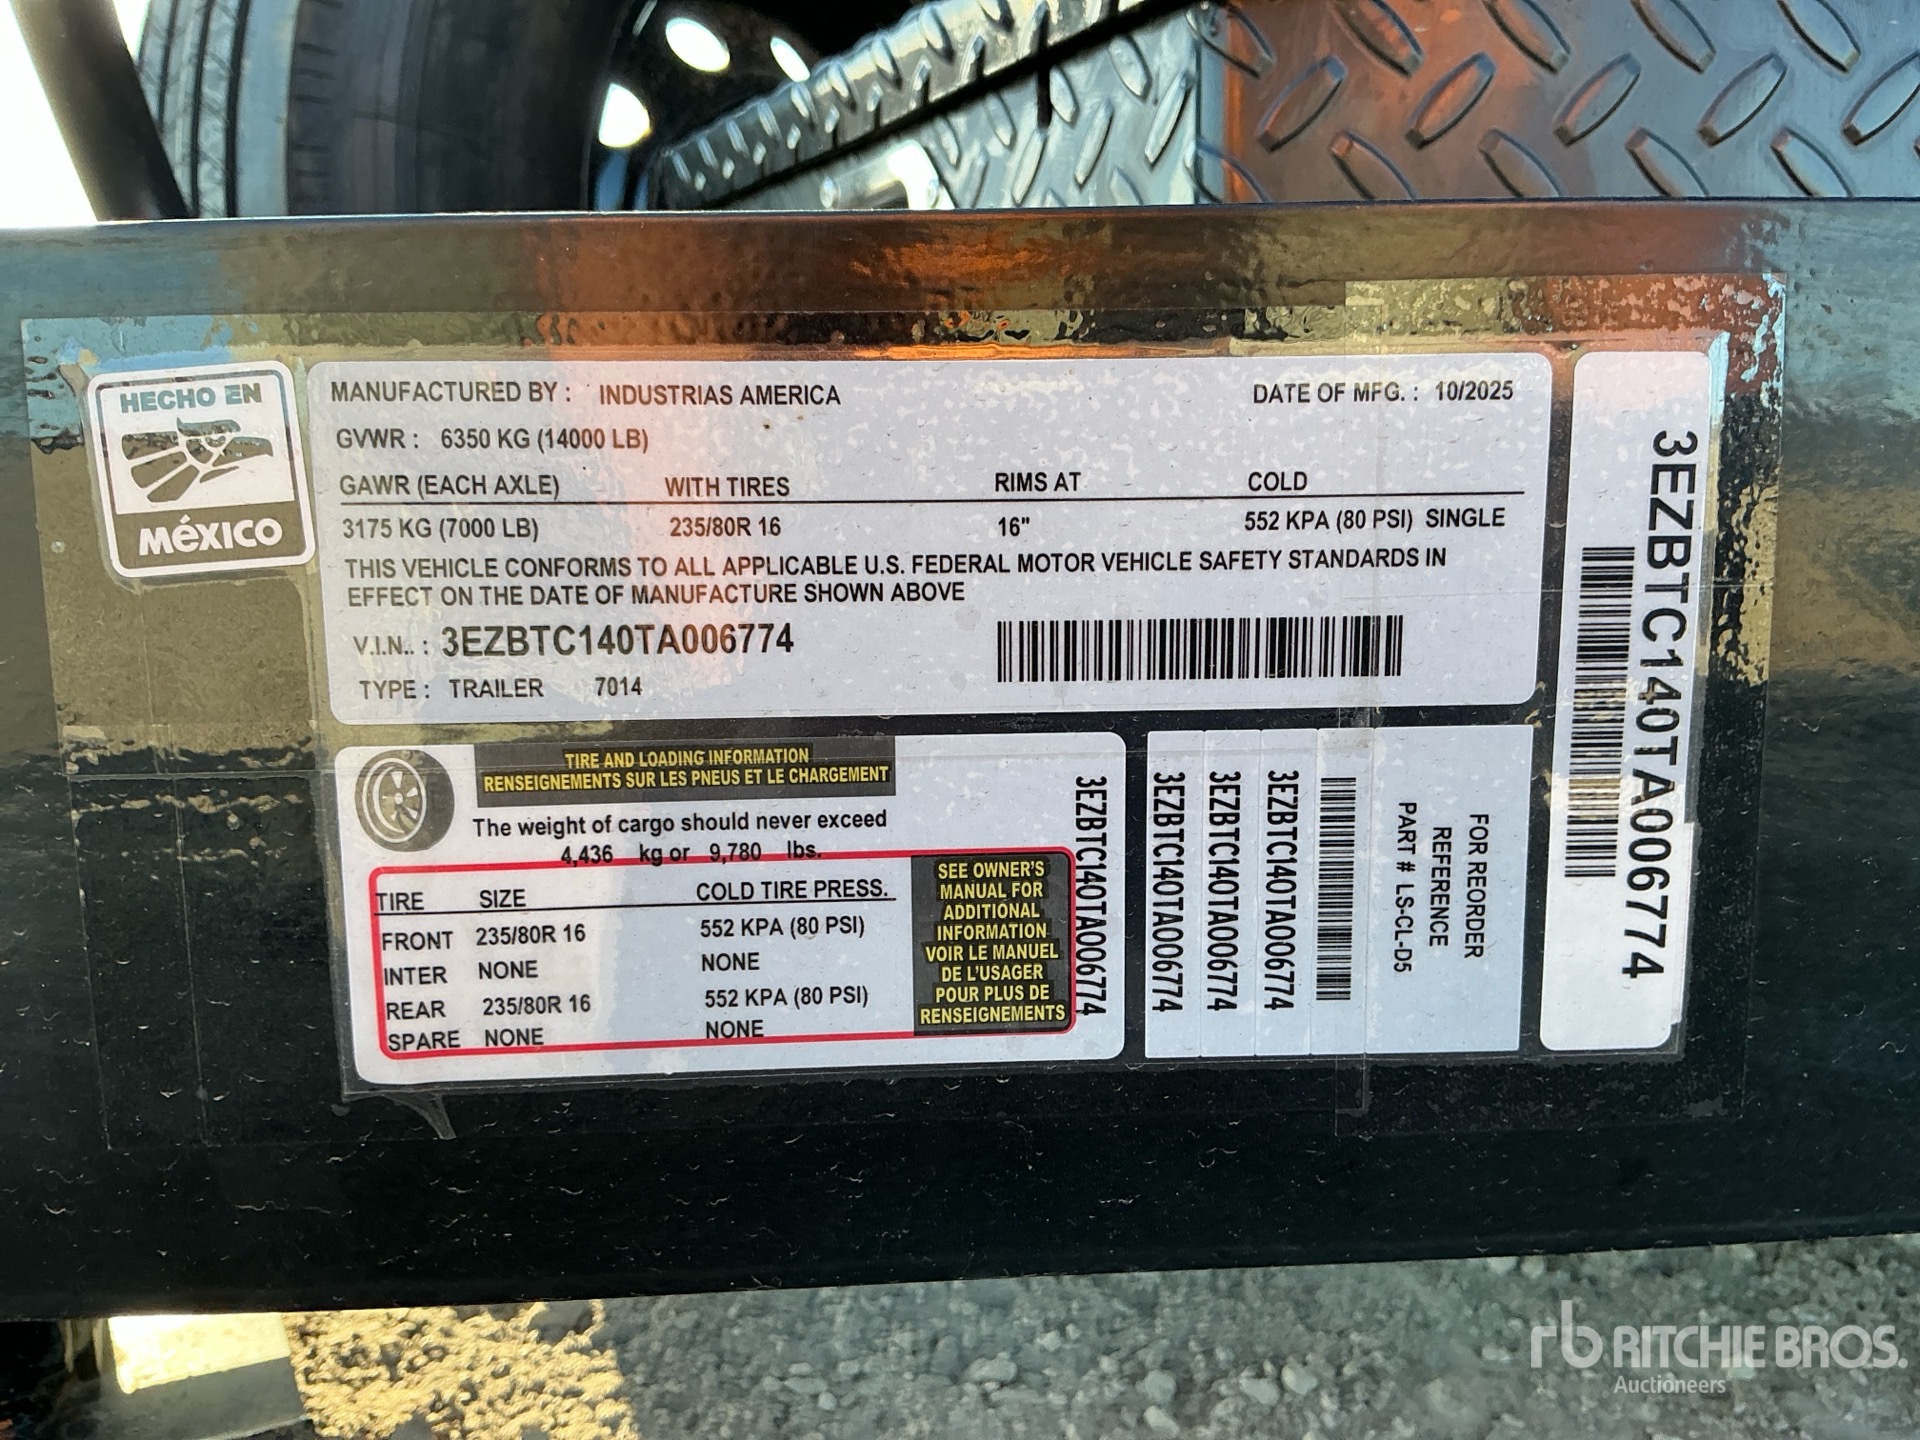 HECHO EN
MéXICO
MANUFACTURED BY : INDUSTRIAS AMERICA DATE OF MFG. : 10/2025
GVWR : 6350 KG (14000 LB)
GAWR (EACH AXLE) WITH TIRES RIMS AT COLD
3175 KG (7000 LB) 235/80R 16 16" 552 KPA (80 PSI) SINGLE
THIS VEHICLE CONFORMS TO ALL APPLICABLE U.S. FEDERAL MOTOR VEHICLE SAFETY STANDARDS IN
EFFECT ON THE DATE OF MANUFACTURE SHOWN ABOVE
V.I.N.. : 3EZBTC140TA006774
TYPE : TRAILER 7014
3EZBTC140TA006774
TIRE AND LOADING INFORMATION
RENSEIGNEMENTS SUR LES PNEUS ET LE CHARGEMENT
The weight of cargo should never exceed
4,436 kg or 9,780 lbs.
TIRE SIZE COLD TIRE PRESS.
FRONT 235/80R 16 552 KPA (80 PSI)
INTER NONE NONE
REAR 235/80R 16 552 KPA (80 PSI)
SPARE NONE NONE
SEE OWNER'S
MANUAL FOR
ADDITIONAL
INFORMATION
VOIR LE MANUEL
DE L'USAGER
POUR PLUS DE
RENSEIGNEMENTS
3EZBTC140TA006774
3EZBTC140TA006774
3EZBTC140TA006774
3EZBTC140TA006774
FOR REORDER
REFERENCE
PART # LS-CL-D5
rb RITCHIE BROS.
Auctioneers